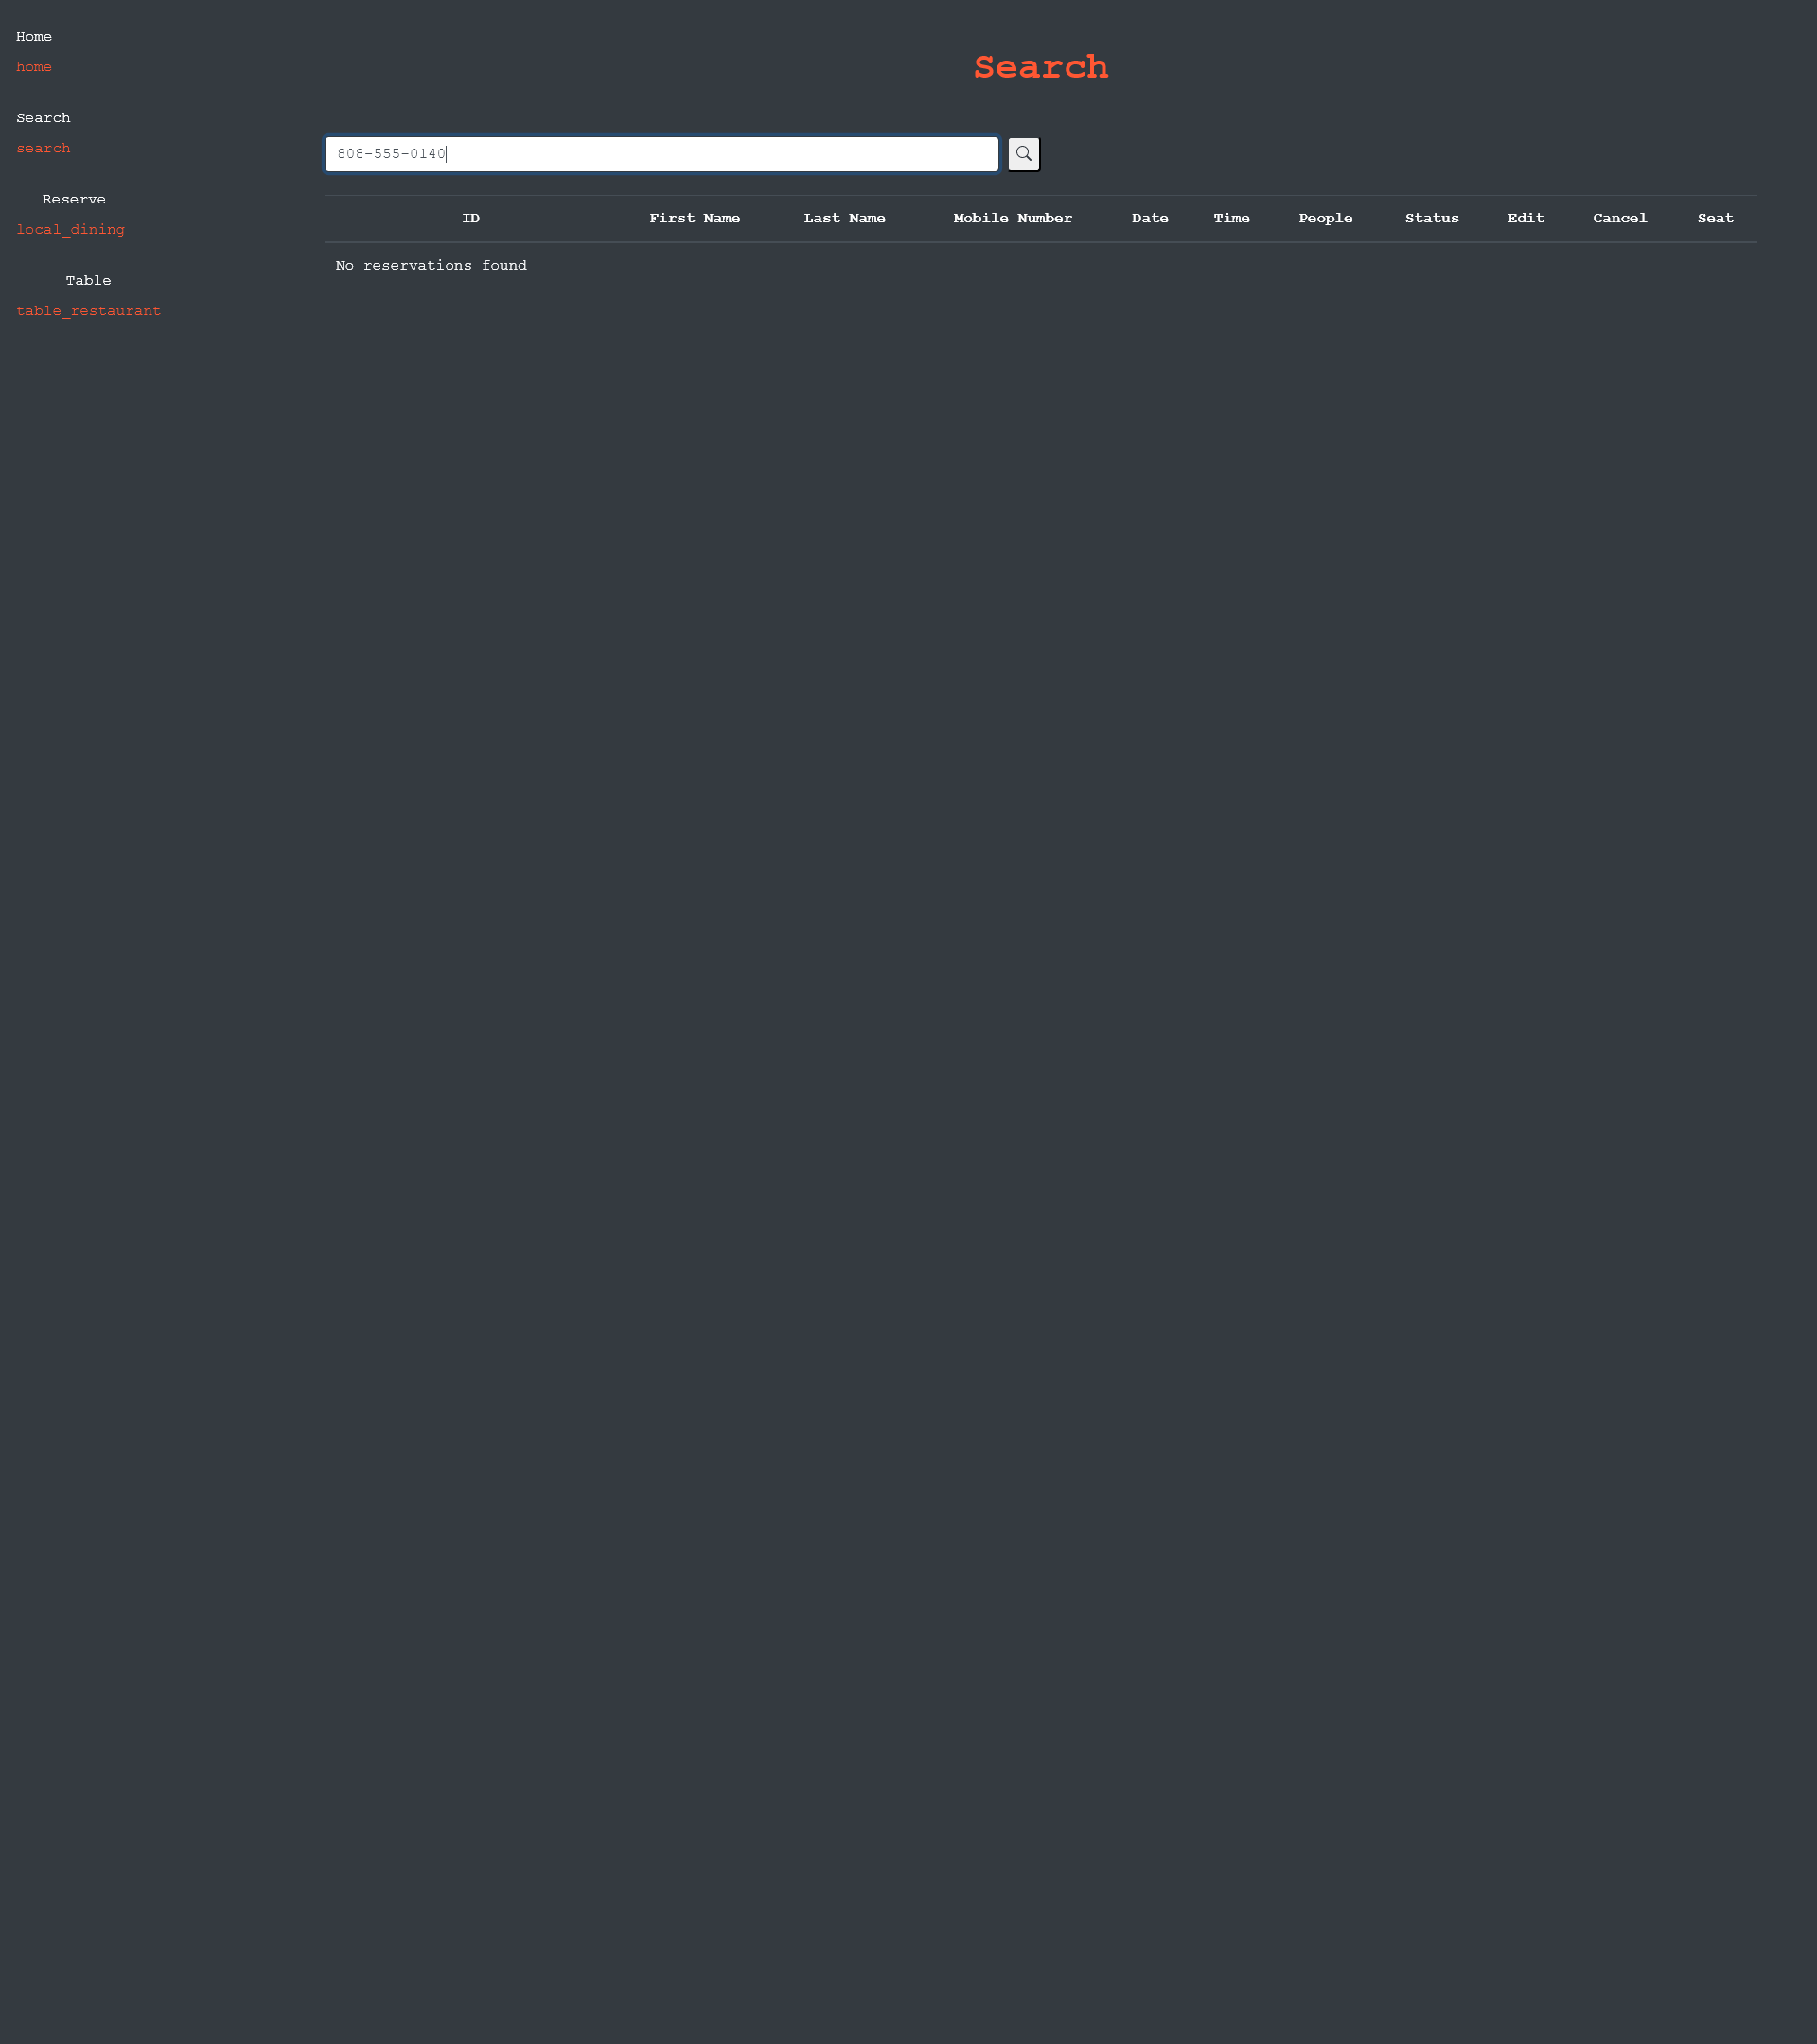 Home
home
Search
search
Reserve
local_dining
Table
table_restaurant
Search
808-555-0140
ID First Name Last Name Mobile Number Date Time People Status Edit Cancel Seat
No reservations found